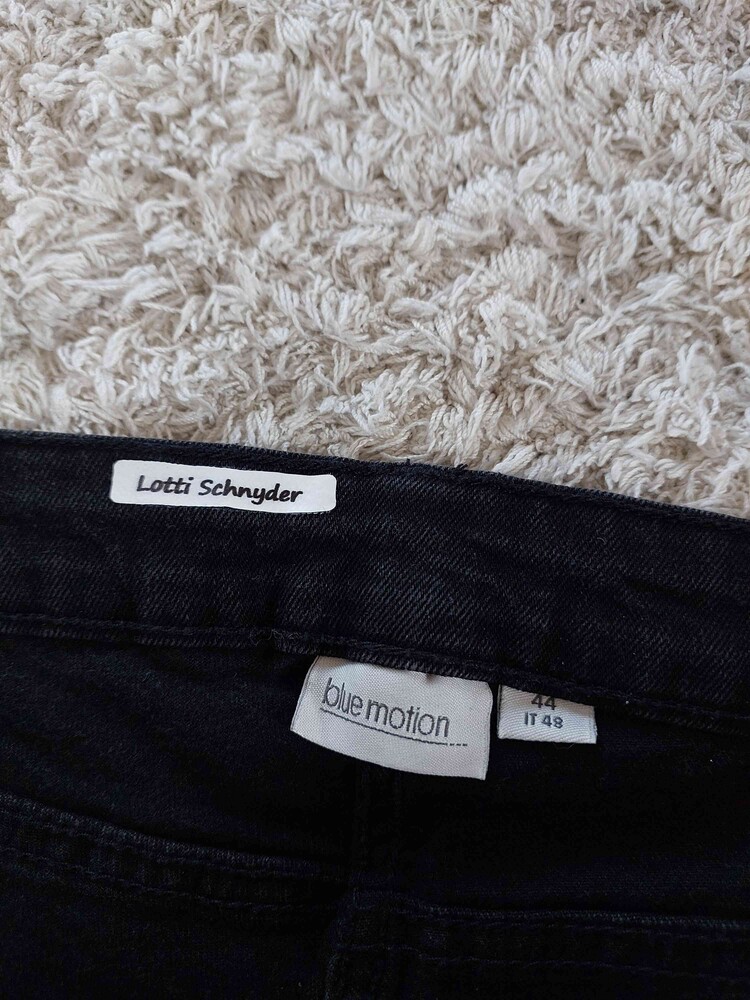 Lotti Schnyder
blue motion
44
IT 48